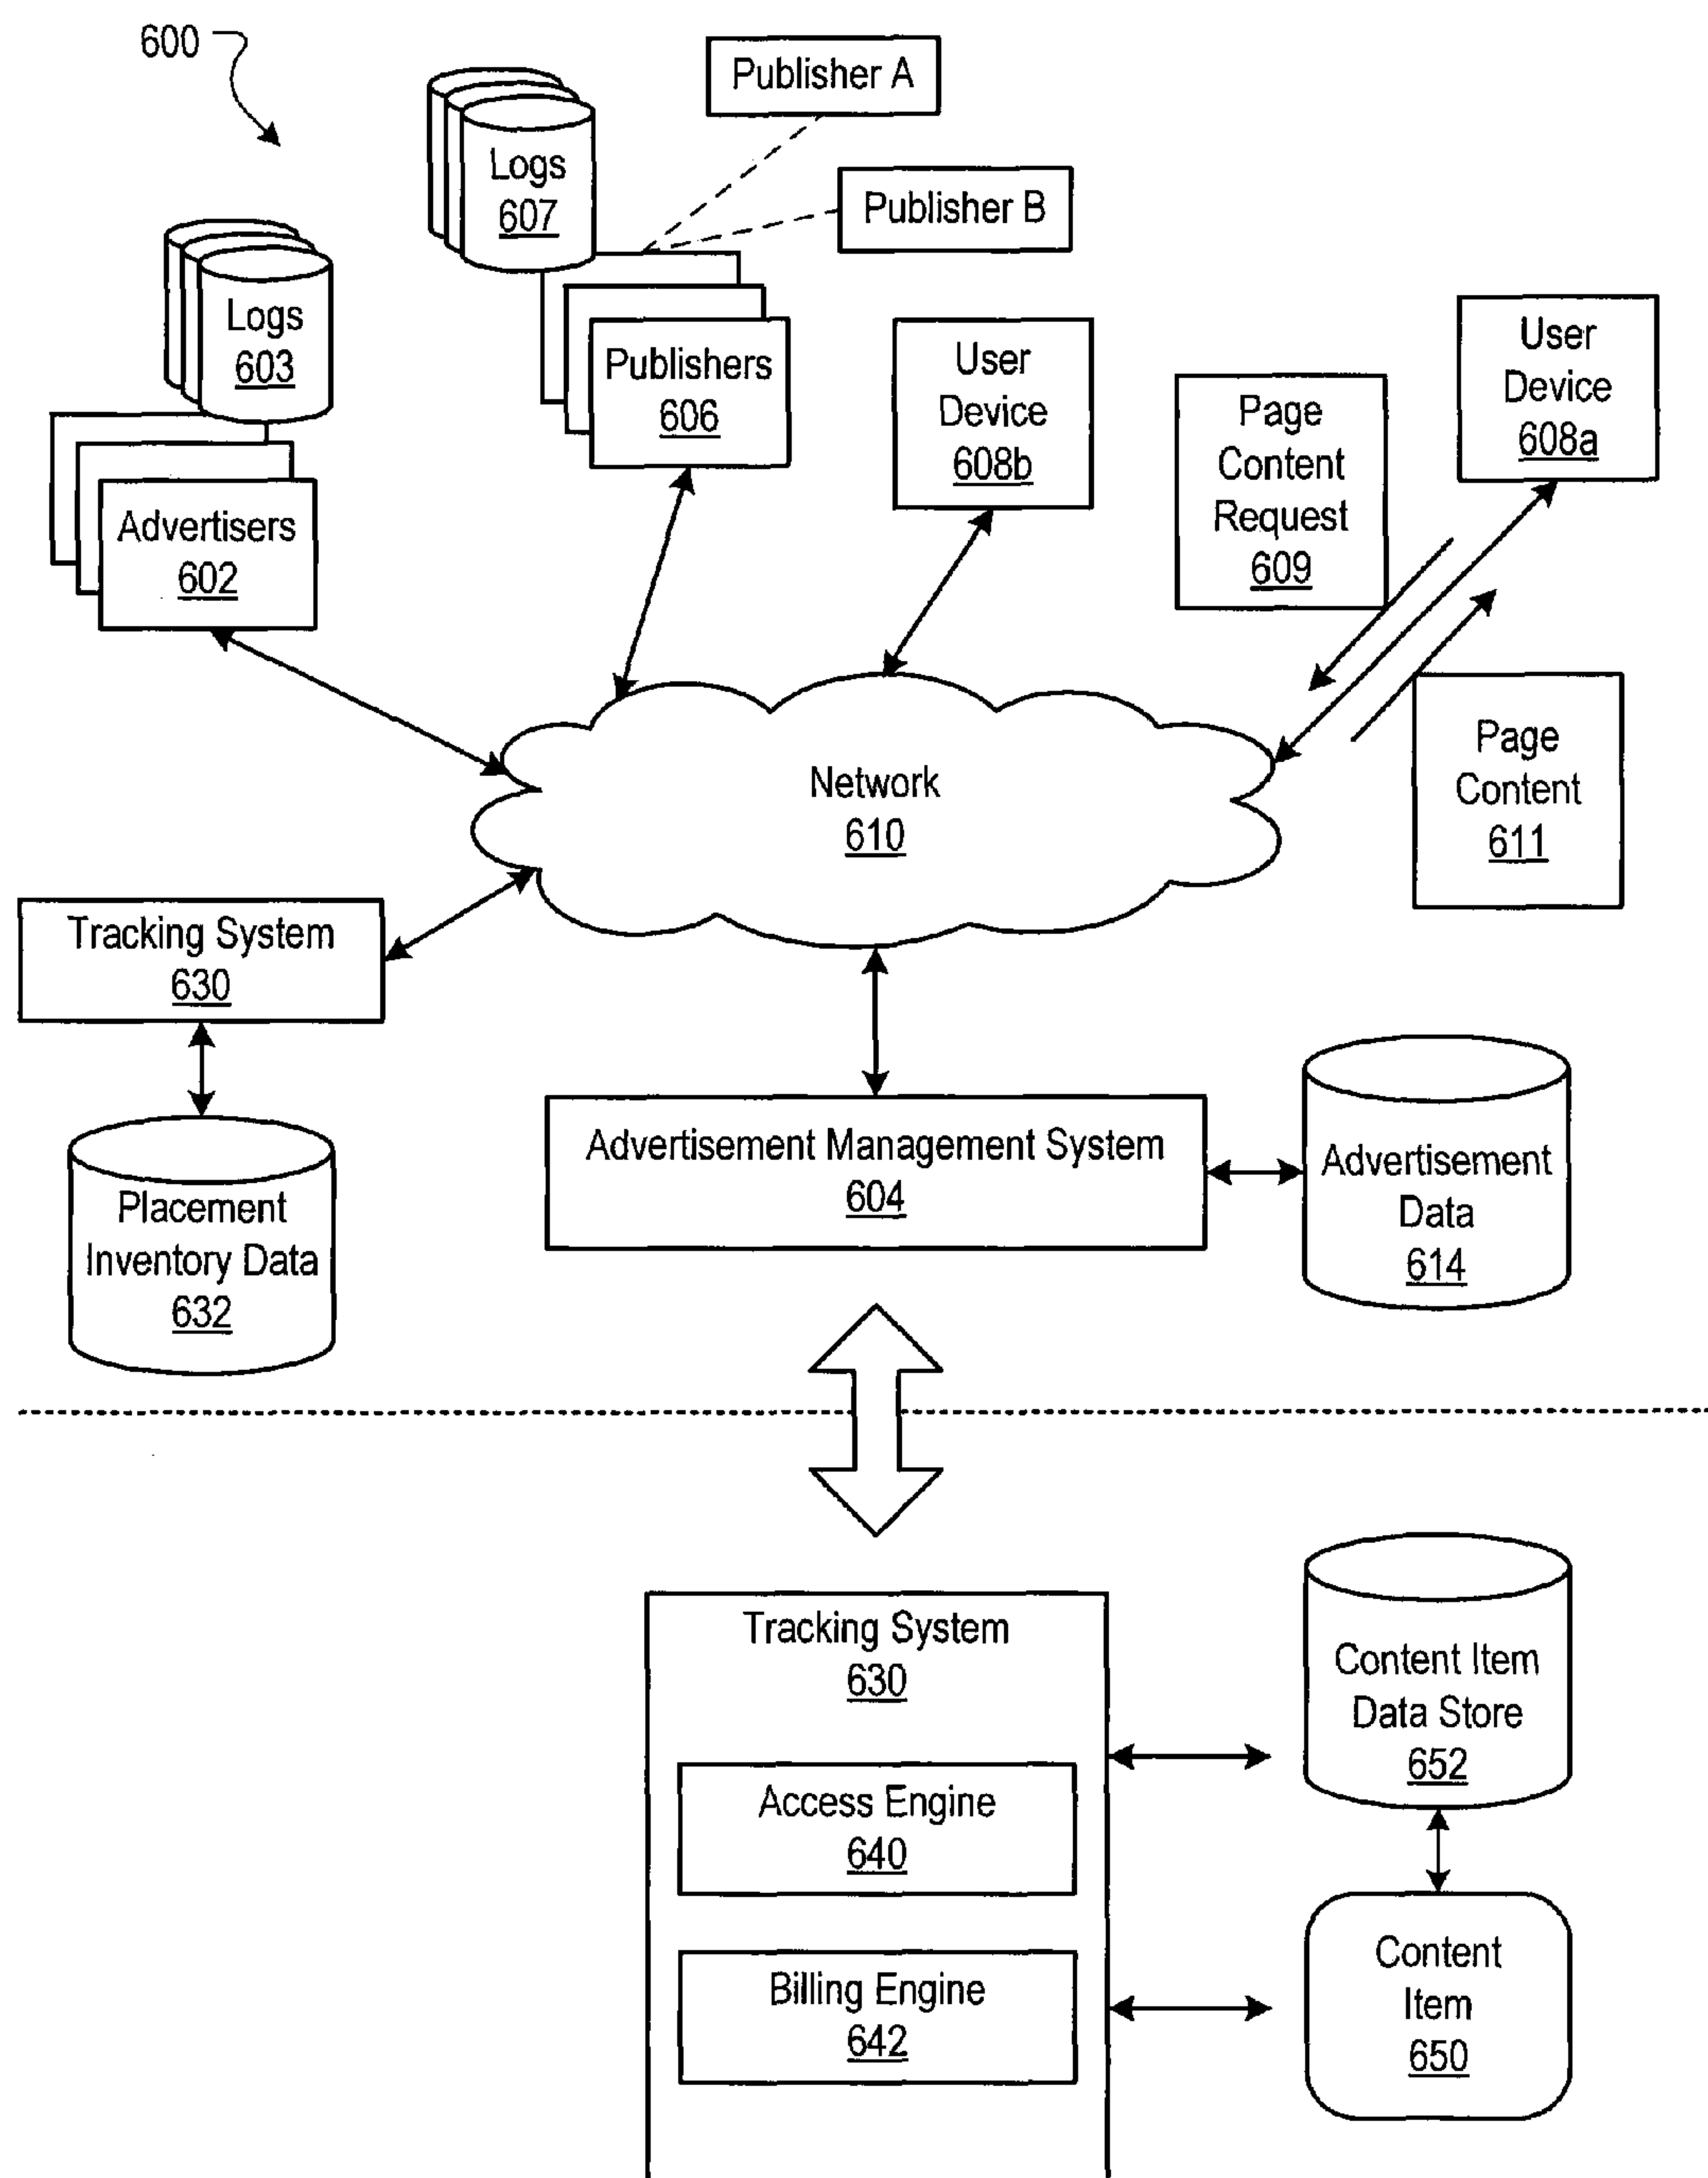 600
Publisher A
Logs
607
Publisher B
Logs
603
Publishers
606
User
Device
608b
User
Device
608a
Page
Content
Request
609
Advertisers
602
Network
610
Page
Content
611
Tracking System
630
Advertisement Management System
604
Advertisement
Data
614
Placement
Inventory Data
632
Tracking System
630
Content Item
Data Store
652
Access Engine
640
Billing Engine
642
Content
Item
650